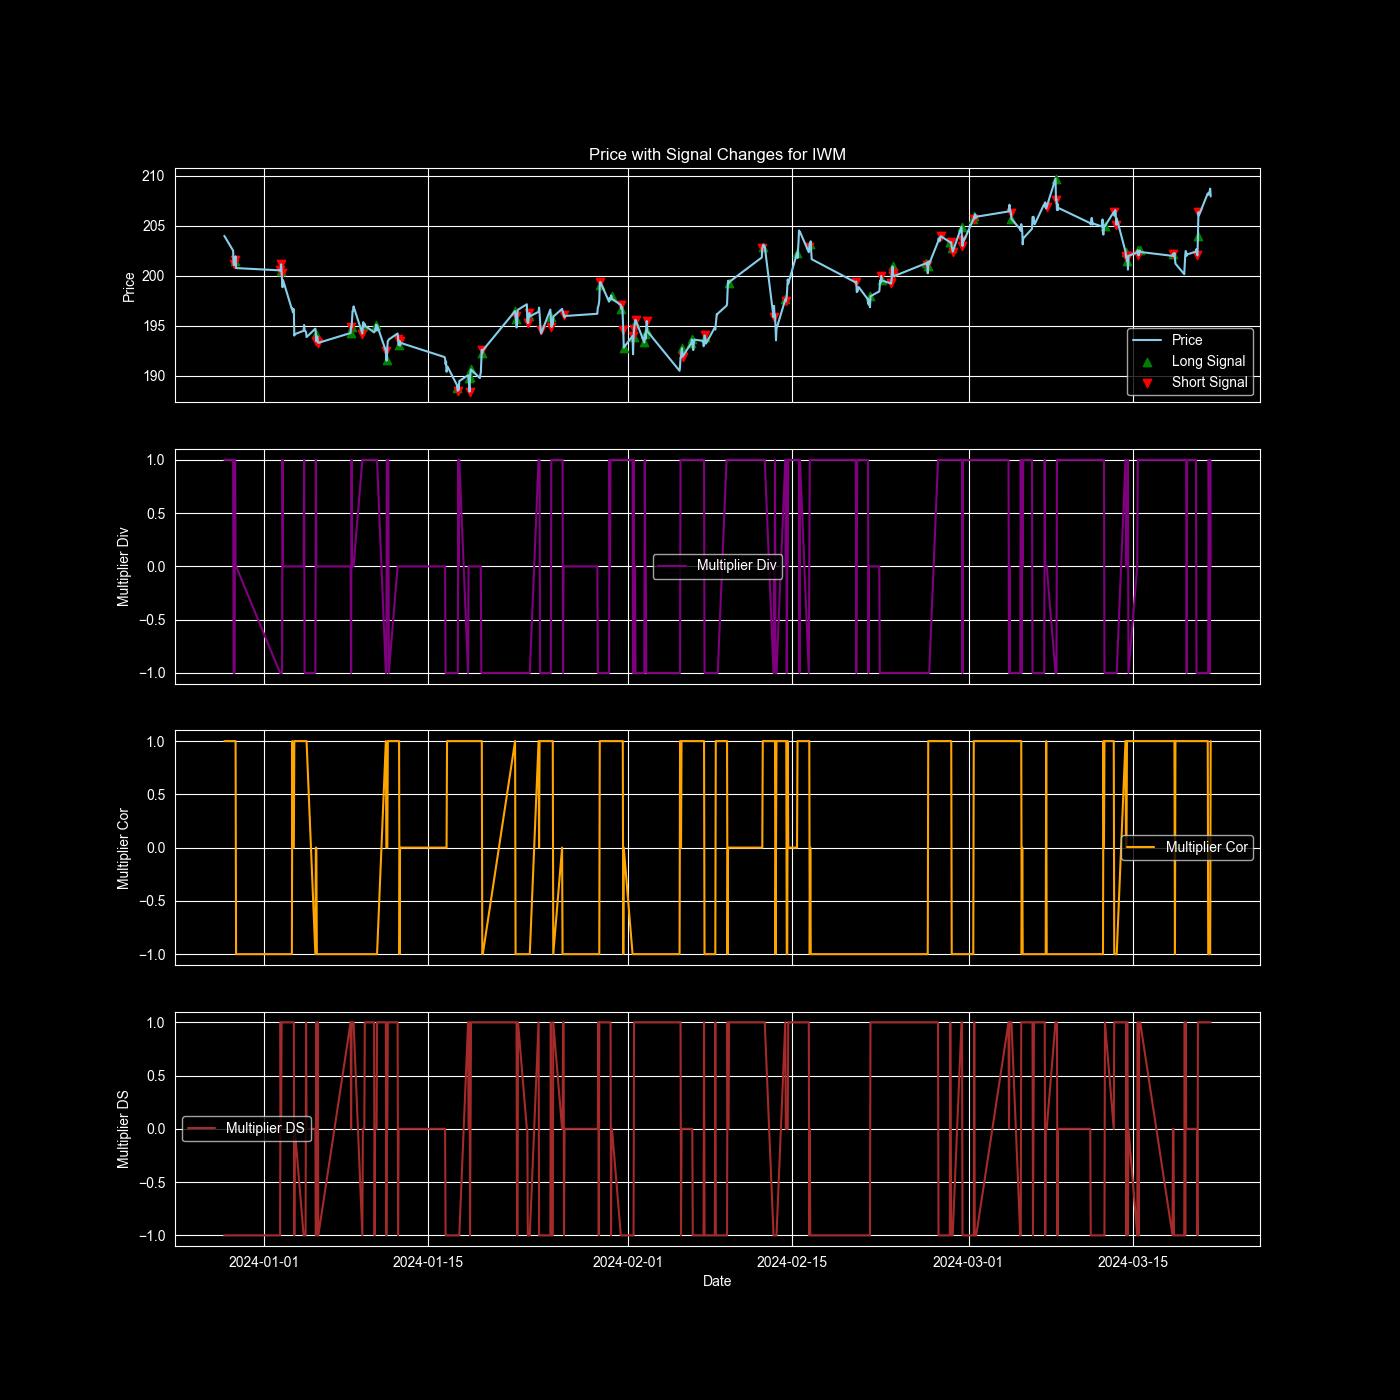 Price with Signal Changes for IWM
210
205
200
195
190
Price
Price
Long Signal
Short Signal
1.0
0.5
0.0
−0.5
−1.0
Multiplier Div
Multiplier Div
1.0
0.5
0.0
−0.5
−1.0
Multiplier Cor
Multiplier Cor
1.0
0.5
0.0
−0.5
−1.0
Multiplier DS
Multiplier DS
2024-01-01 2024-01-15 2024-02-01 2024-02-15 2024-03-01 2024-03-15
Date